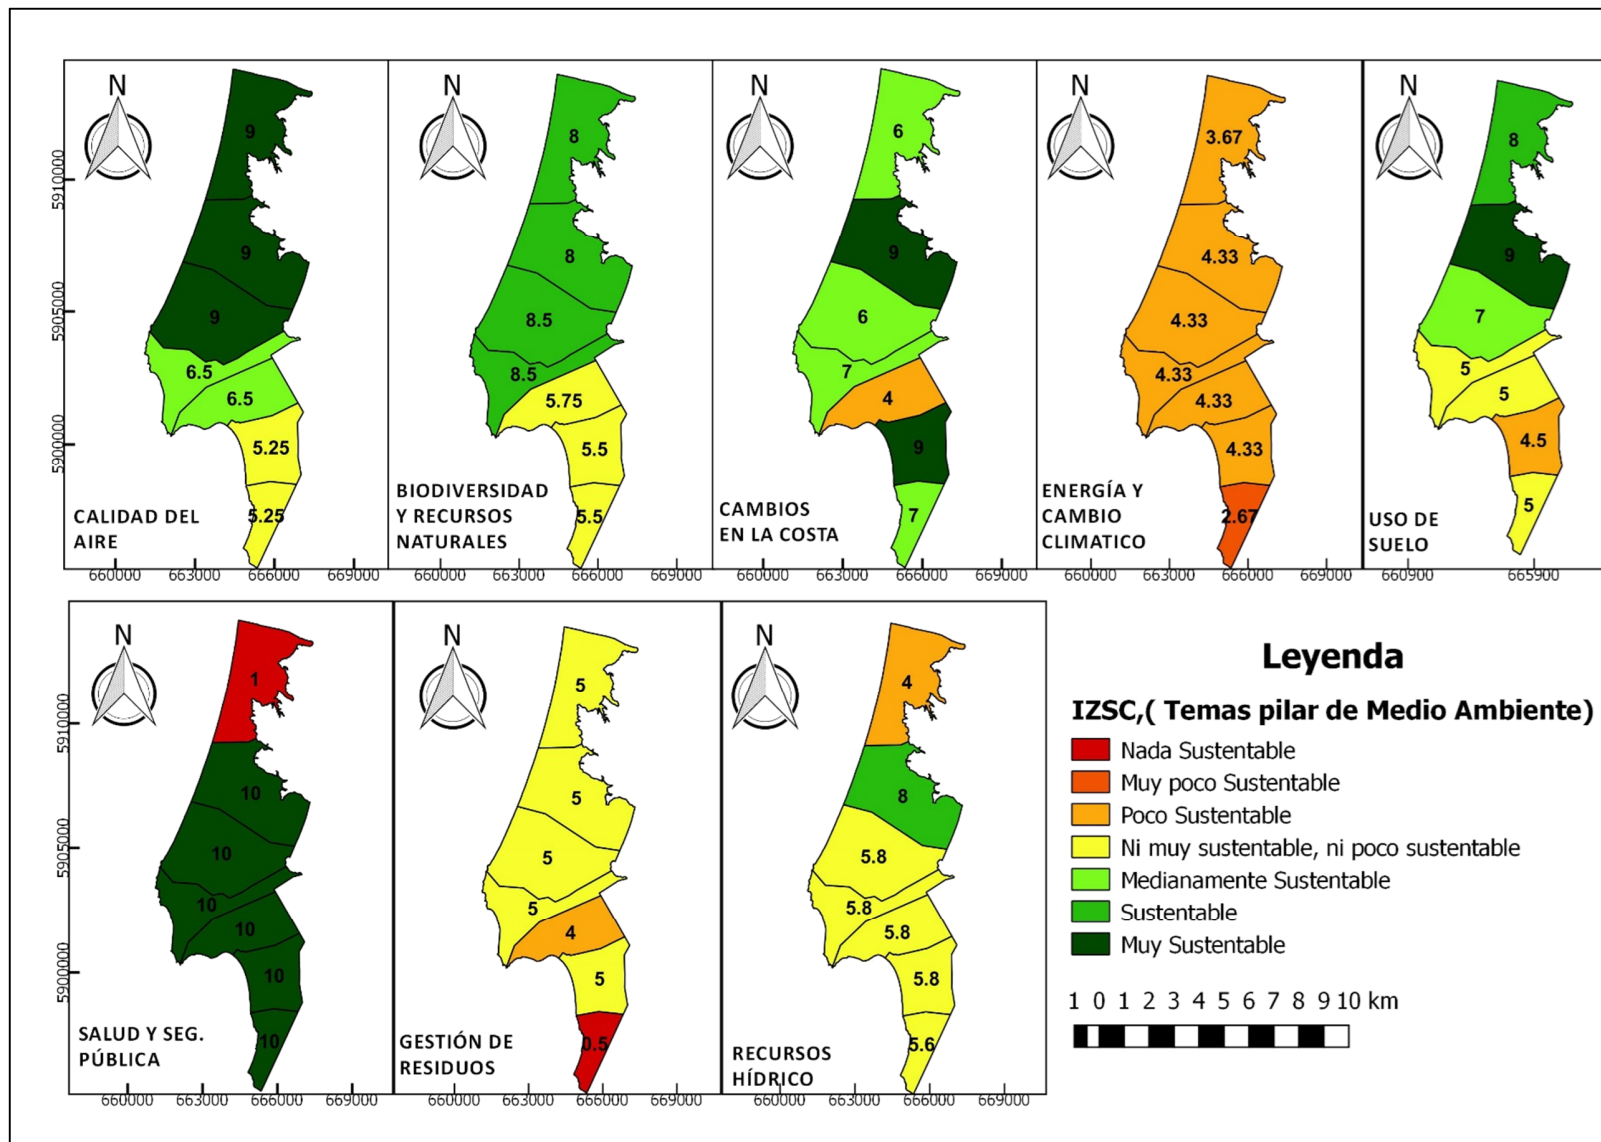 N
9
9
9
6.5
6.5
5.25
5.25
CALIDAD DEL
AIRE
5910000
5905000
5900000
660000 663000 666000 669000
N
8
8
8.5
8.5
5.75
5.5
5.5
BIODIVERSIDAD
Y RECURSOS
NATURALES
660000 663000 666000 669000
N
6
9
6
7
4
9
7
CAMBIOS
EN LA COSTA
660000 663000 666000 669000
N
3.67
4.33
4.33
4.33
4.33
4.33
2.67
ENERGÍA Y
CAMBIO
CLIMATICO
660000 663000 666000 669000
N
8
9
7
5
5
4.5
5
USO DE
SUELO
660900 665900
N
1
10
10
10
10
10
10
SALUD Y SEG.
PÚBLICA
5910000
5905000
5900000
660000 663000 666000 669000
N
5
5
5
5
4
5
0.5
GESTIÓN DE
RESIDUOS
660000 663000 666000 669000
N
4
8
5.8
5.8
5.8
5.8
5.6
RECURSOS
HÍDRICO
660000 663000 666000 669000
Leyenda
IZSC,( Temas pilar de Medio Ambiente)
Nada Sustentable
Muy poco Sustentable
Poco Sustentable
Ni muy sustentable, ni poco sustentable
Medianamente Sustentable
Sustentable
Muy Sustentable
1 0 1 2 3 4 5 6 7 8 9 10 km